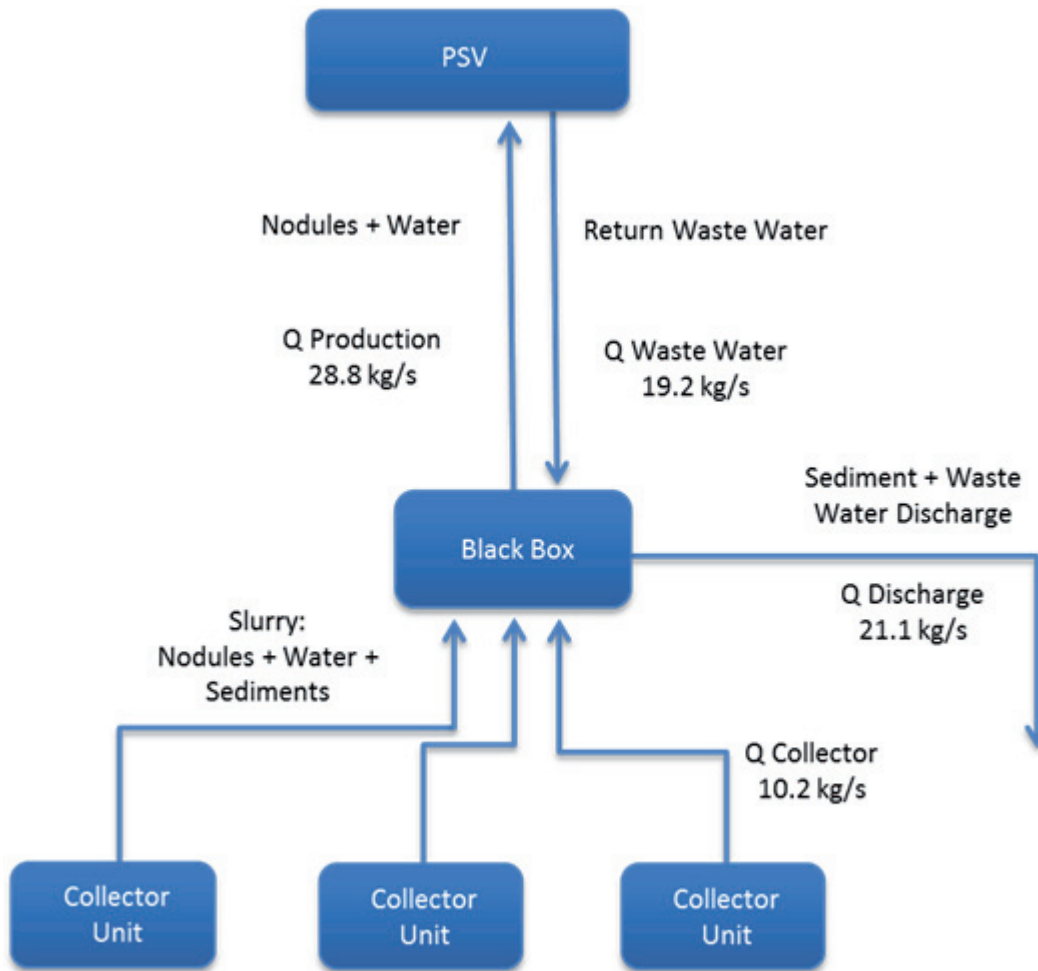 PSV
Nodules + Water
Return Waste Water
Q Production
28.8 kg/s
Q Waste Water
19.2 kg/s
Sediment + Waste
Water Discharge
Black Box
Q Discharge
21.1 kg/s
Slurry:
Nodules + Water +
Sediments
Q Collector
10.2 kg/s
Collector
Unit
Collector
Unit
Collector
Unit